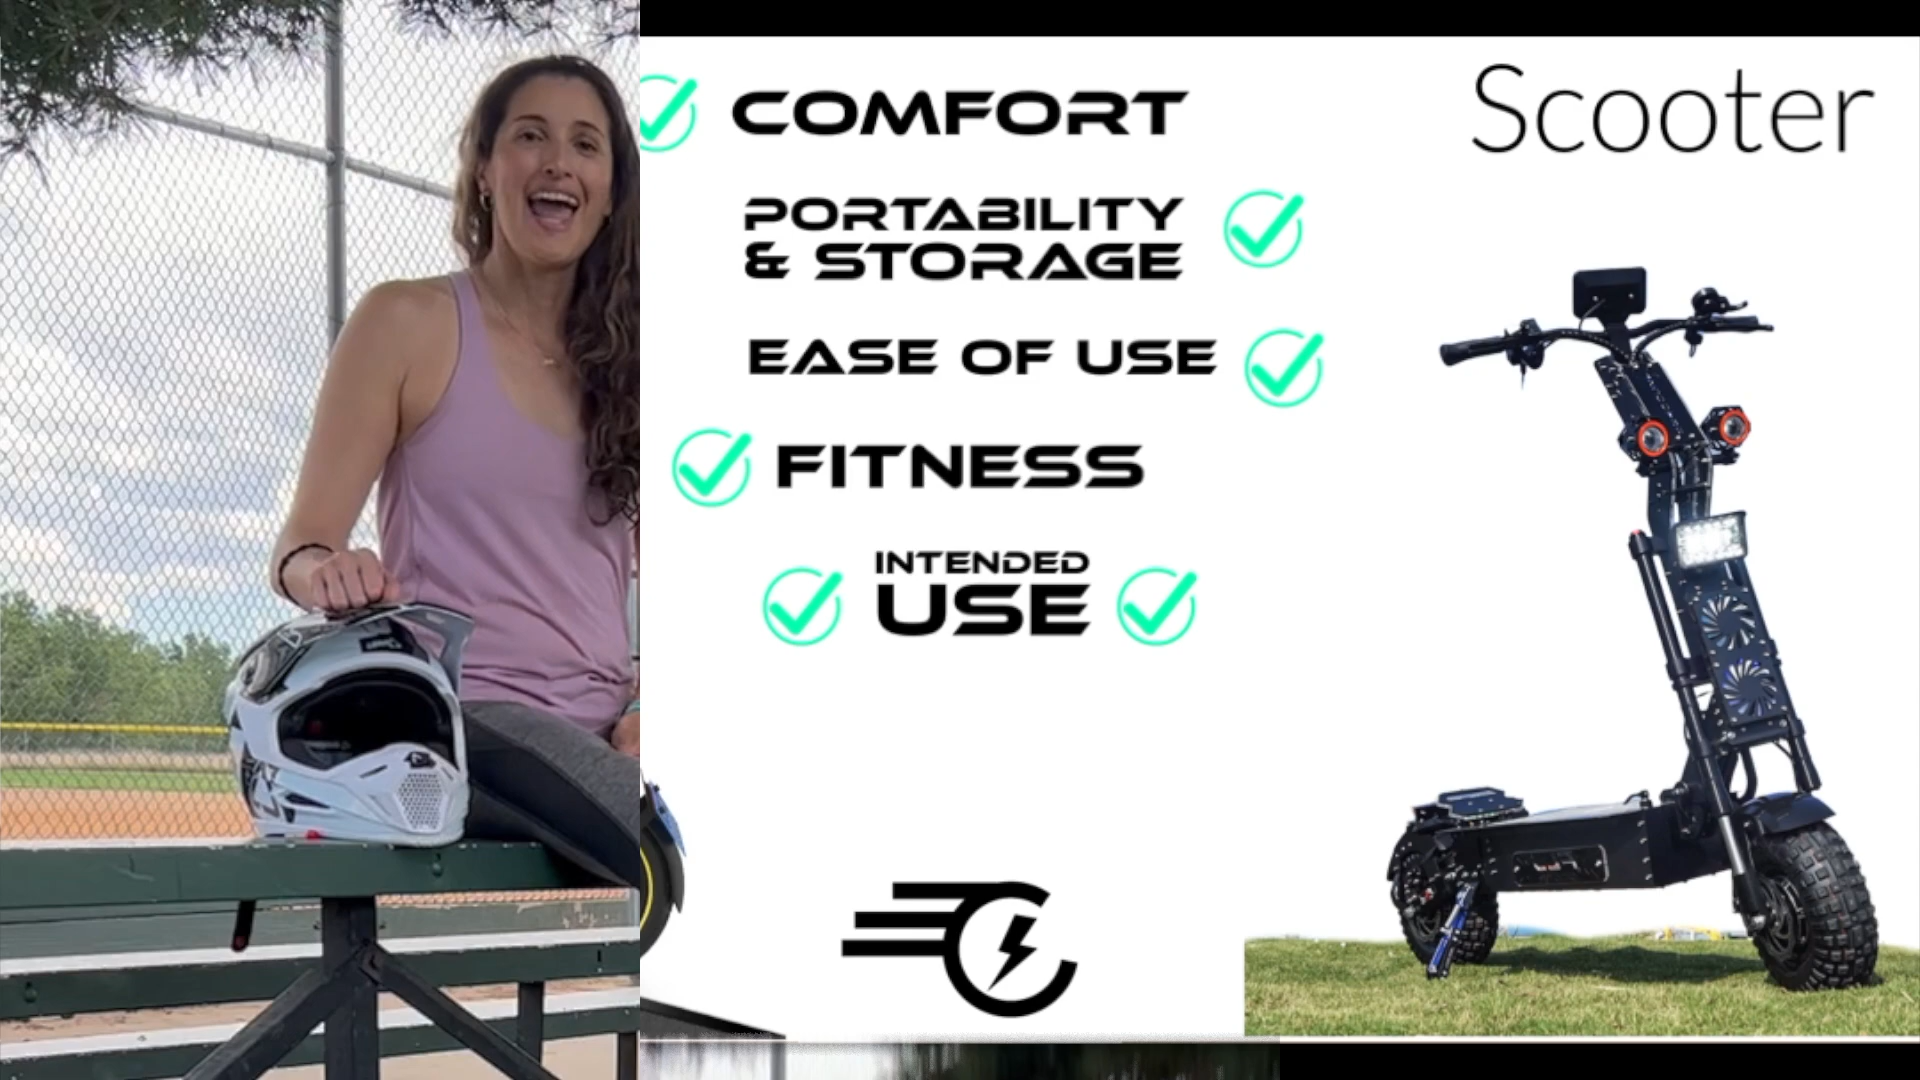 COMFORT
Scooter
PORTABILITY
& STORAGE
EASE OF USE
FITNESS
INTENDED
USE